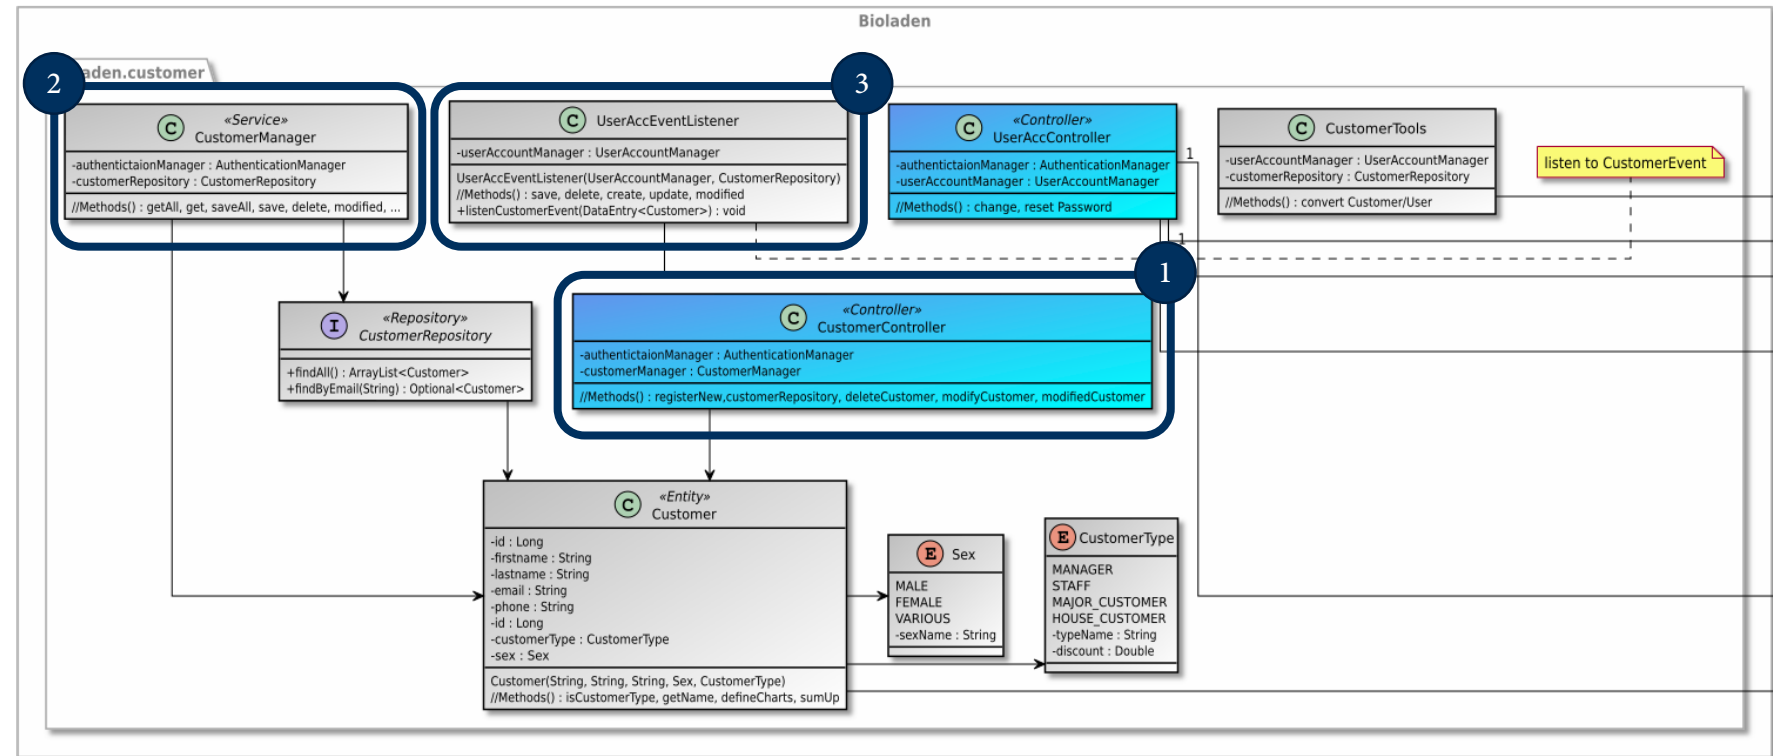 Bioladen
aden.customer
2
«Service»
C
CustomerManager
-authentictaionManager : AuthenticationManager
-customerRepository : CustomerRepository
//Methods() : getAll, get, saveAll, save, delete, modified, ...
3
C
UserAccEventListener
-userAccountManager : UserAccountManager
UserAccEventListener(UserAccountManager, CustomerRepository)
//Methods() : save, delete, create, update, modified
+listenCustomerEvent(DataEntry<Customer>) : void
«Controller»
C
UserAccController
-authentictaionManager : AuthenticationManager
-userAccountManager : UserAccountManager
//Methods() : change, reset Password
1
1
C
CustomerTools
-userAccountManager : UserAccountManager
-customerRepository : CustomerRepository
//Methods() : convert Customer/User
listen to CustomerEvent
«Repository»
I
CustomerRepository
+findAll() : ArrayList<Customer>
+findByEmail(String) : Optional<Customer>
1
«Controller»
C
CustomerController
-authentictaionManager : AuthenticationManager
-customerManager : CustomerManager
//Methods() : registerNew,customerRepository, deleteCustomer, modifyCustomer, modifiedCustomer
«Entity»
C
Customer
-id : Long
-firstname : String
-lastname : String
-email : String
-phone : String
-id : Long
-customerType : CustomerType
-sex : Sex
Customer(String, String, String, Sex, CustomerType)
//Methods() : isCustomerType, getName, defineCharts, sumUp
E
Sex
MALE
FEMALE
VARIOUS
-sexName : String
E
CustomerType
MANAGER
STAFF
MAJOR_CUSTOMER
HOUSE_CUSTOMER
-typeName : String
-discount : Double